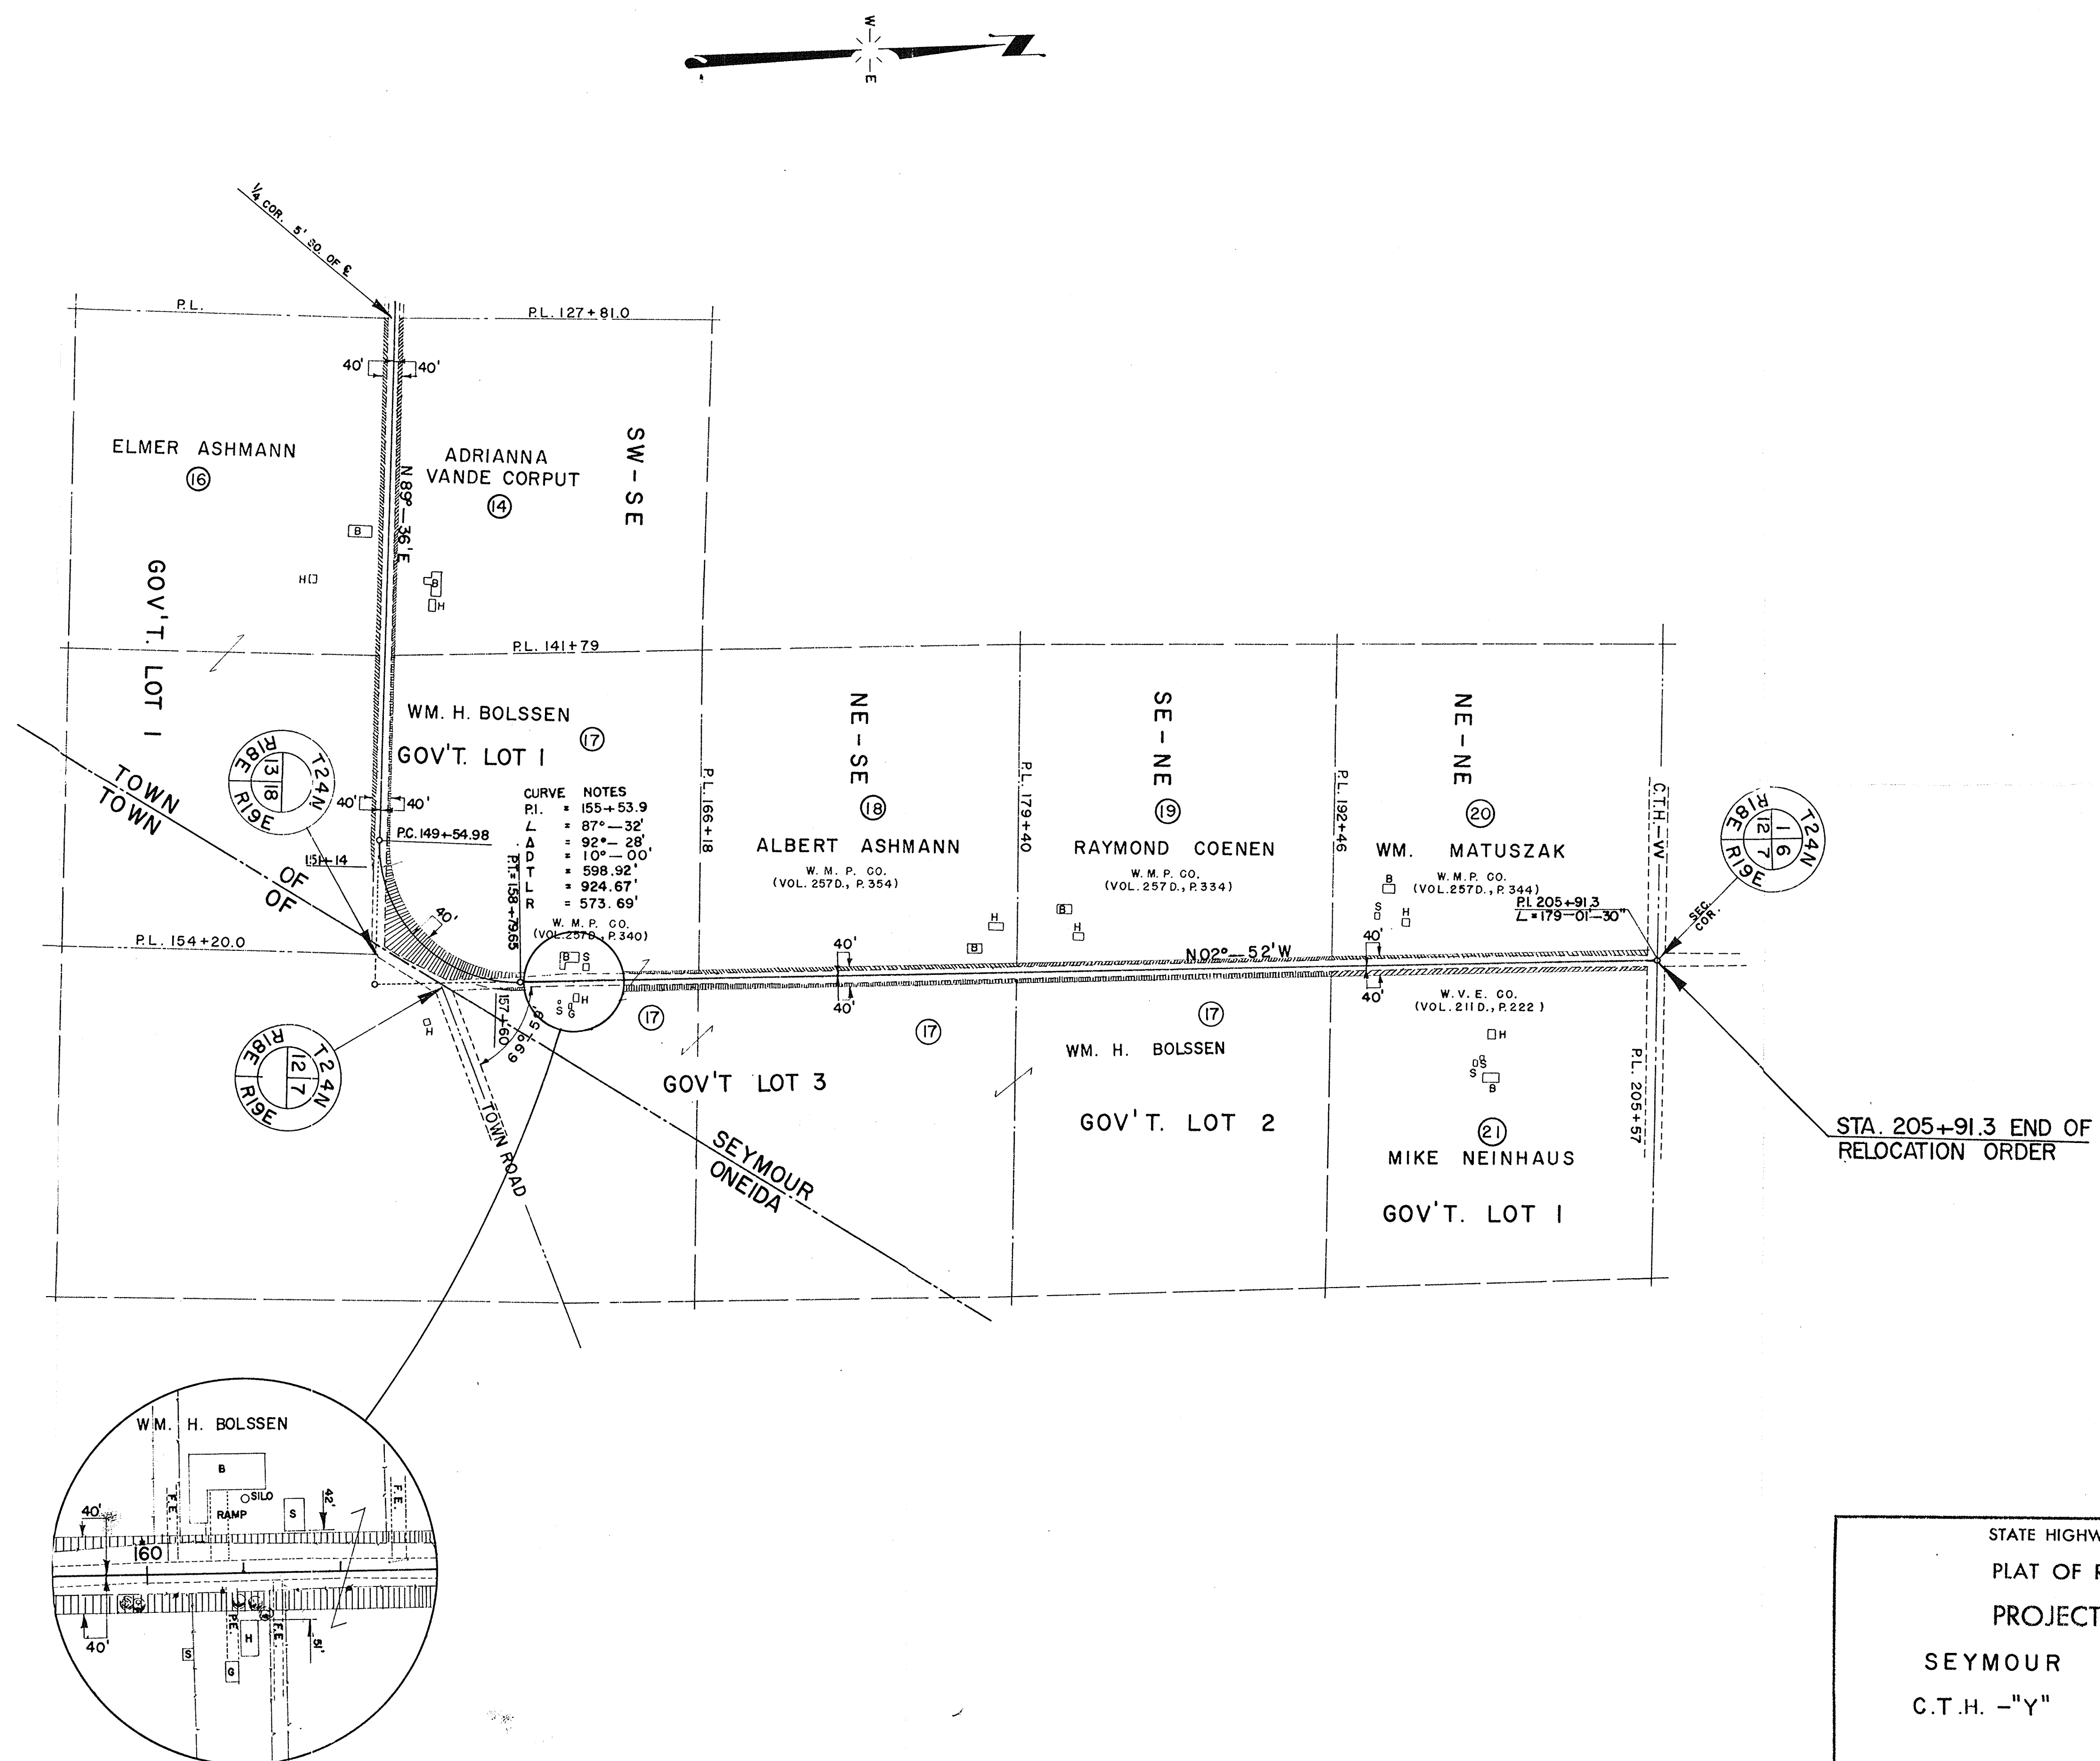 W
E
1/4 COR. 5' SO. OF ℄
P.L.
P.L. 127+81.0
40'
40'
ELMER ASHMANN
16
ADRIANNA
VANDE CORPUT
14
SW-SE
N 89°-36'E
B
H
B
H
GOV'T. LOT 1
P.L. 141+79
WM. H. BOLSSEN
17
GOV'T. LOT 1
CURVE NOTES
P.I. = 155+53.9
∠ = 87°-32'
Δ = 92°-28'
D = 10°-00'
T = 598.92'
L = 924.67'
R = 573.69'
W. M. P. CO.
(VOL.257D., P.340)
T24N
R18E
R19E
13
18
40'
40'
P.C. 149+54.98
151+14
40'
P.T.= 158+79.65
TOWN OF SEYMOUR
TOWN OF ONEIDA
P.L. 154+20.0
T24N
R18E
R19E
12
7
157+60
69°-59'
B
S
H
S
G
H
TOWN ROAD
P.L. 166+18
NE-SE
18
ALBERT ASHMANN
W. M. P. CO.
(VOL. 257D., P.354)
H
B
40'
40'
17
17
GOV'T LOT 3
P.L. 179+40
SE-NE
19
RAYMOND COENEN
W. M. P. CO.
(VOL.257D., P.334)
B
H
N.02°-52'W
17
WM. H. BOLSSEN
GOV'T. LOT 2
P.L. 192+46
NE-NE
20
WM. MATUSZAK
W. M. P. CO.
(VOL.257D., P.344)
B
S
H
P.I. 205+91.3
∠ = 179-01'-30"
40'
40'
W.V.E. CO.
(VOL.211D., P.222)
H
S
S
B
21
MIKE NEINHAUS
GOV'T. LOT 1
C.T.H.-VV
P.L. 205+57
SEC.
COR.
T24N
R18E
R19E
1
6
12
7
STA. 205+91.3 END OF
RELOCATION ORDER
WM. H. BOLSSEN
B
SILO
RAMP
S
42'
F.E.
F.E.
40'
160
40'
P.E.
F.E.
H
S
G
51'
STATE HIGHW
PLAT OF R
PROJECT
SEYMOUR
C.T.H. -"Y"